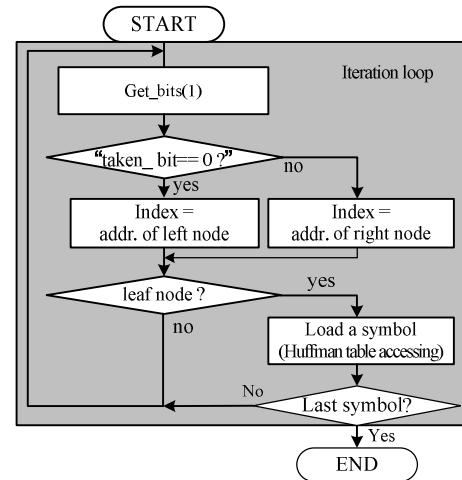 START
Iteration loop
Get_bits(1)
“taken_ bit== 0 ?”
no
yes
Index =
addr. of left node
Index =
addr. of right node
leaf node ?
yes
no
Load a symbol
(Huffman table accessing)
No
Last symbol?
Yes
END